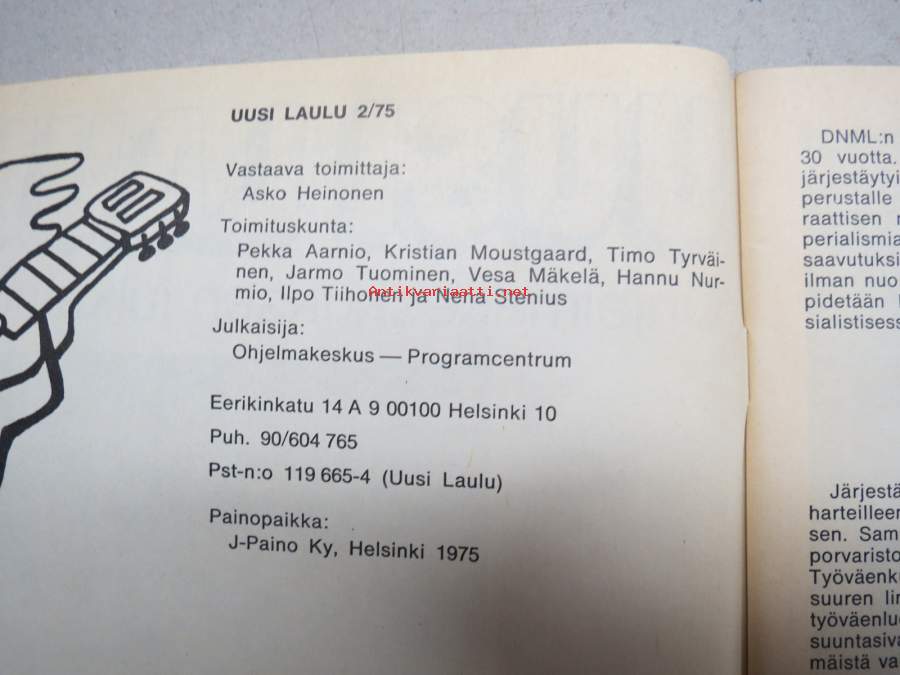 UUSI LAULU 2/75
Vastaava toimittaja:
Asko Heinonen
Toimituskunta:
Pekka Aarnio, Kristian Moustgaard, Timo Tyrväi-
nen, Jarmo Tuominen, Vesa Mäkelä, Hannu Nur-
mio, Ilpo Tiihonen ja Nena Stenius
Antikvariaatti.net
Julkaisija:
Ohjelmakeskus — Programcentrum
Eerikinkatu 14 A 9 00100 Helsinki 10
Puh. 90/604 765
Pst-n:o 119 665-4 (Uusi Laulu)
Painopaikka:
J-Paino Ky, Helsinki 1975
DNML:n
30 vuotta.
järjestäytyi
perustalle
raattisen
perialismia
saavutuksi
ilman nuo
pidetään
sialistisess
Järjestä
harteilleen
sen. Sam
porvaristo
Työväenku
suuren lin
työväenluo
suuntasiva
mäistä va